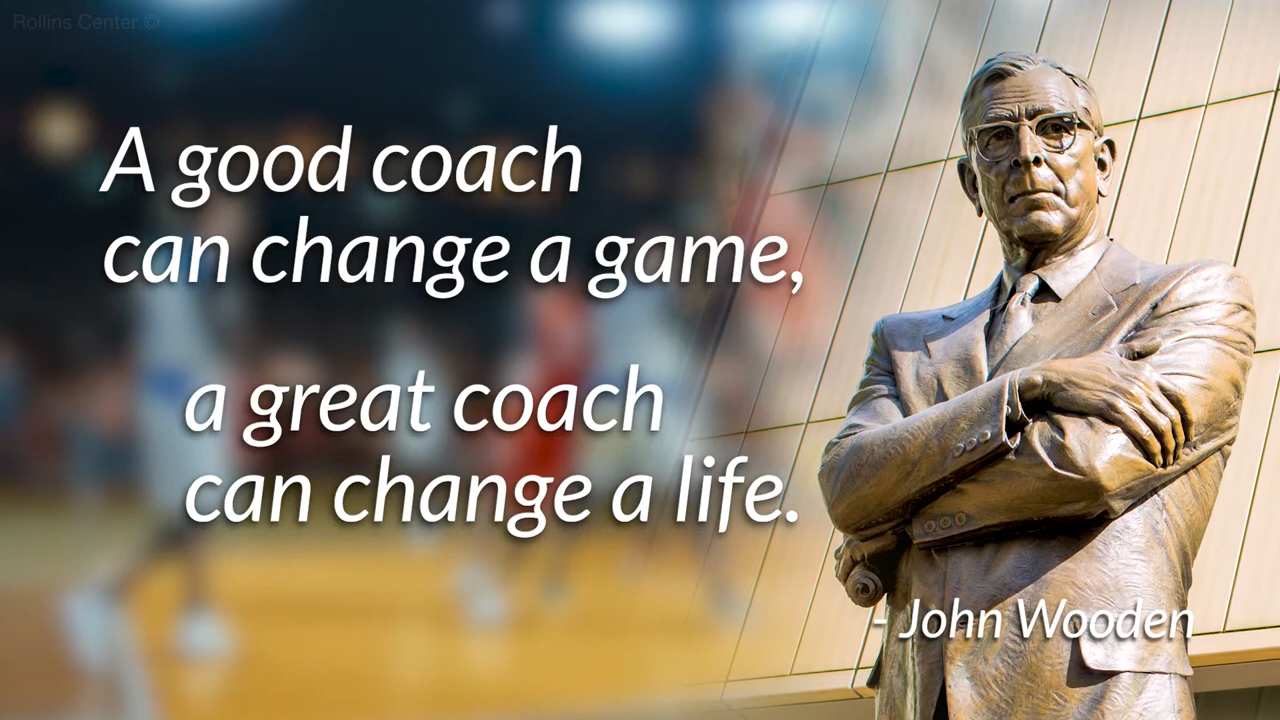 Rollins Center ©
A good coach
can change a game,
a great coach
can change a life.
- John Wooden